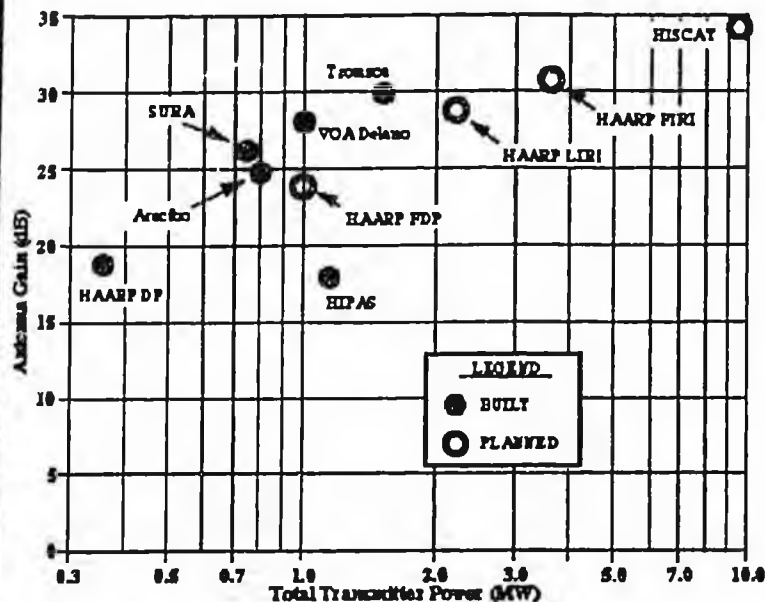 35
30
25
20
15
10
5
0
Antenna Gain (dB)
HISCAT
Tromsoe
HAARP FIRI
SURA
VOA Delano
HAARP LIRI
Arecibo
HAARP FDP
HAARP DP
HIPAS
LEGEND
BUILT
PLANNED
0.3
0.5
0.7
1.0
2.0
3.0
5.0
7.0
10.0
Total Transmitter Power (MW)